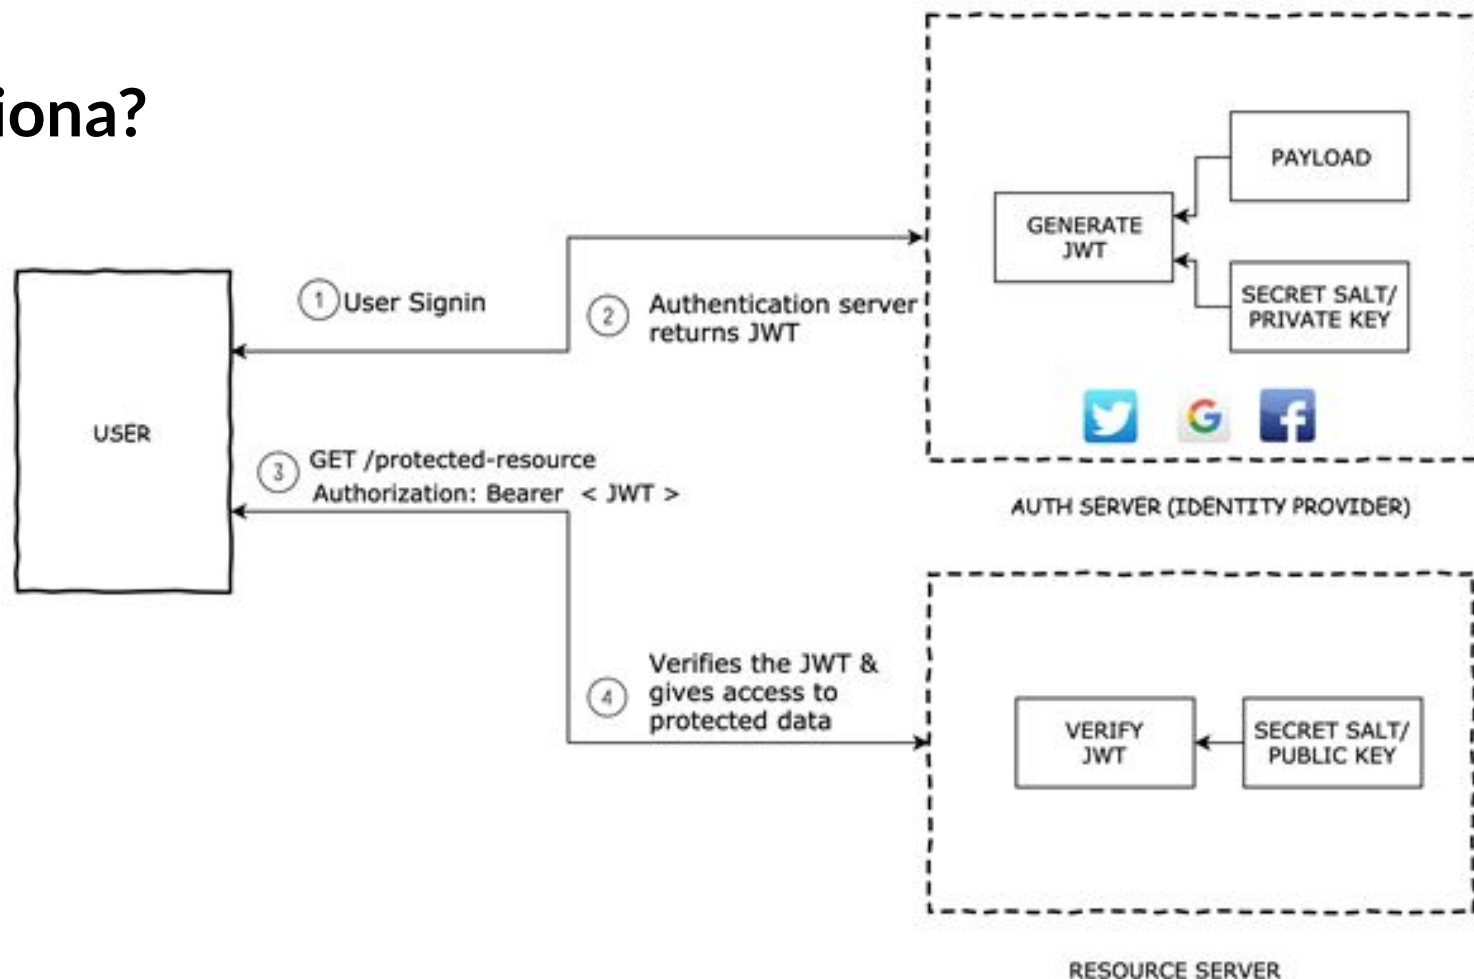 iona?
PAYLOAD
GENERATE
JWT
SECRET SALT/
PRIVATE KEY
1 User Signin
2 Authentication server
returns JWT
USER
3 GET /protected-resource
Authorization: Bearer < JWT >
AUTH SERVER (IDENTITY PROVIDER)
4 Verifies the JWT &
gives access to
protected data
VERIFY
JWT
SECRET SALT/
PUBLIC KEY
RESOURCE SERVER